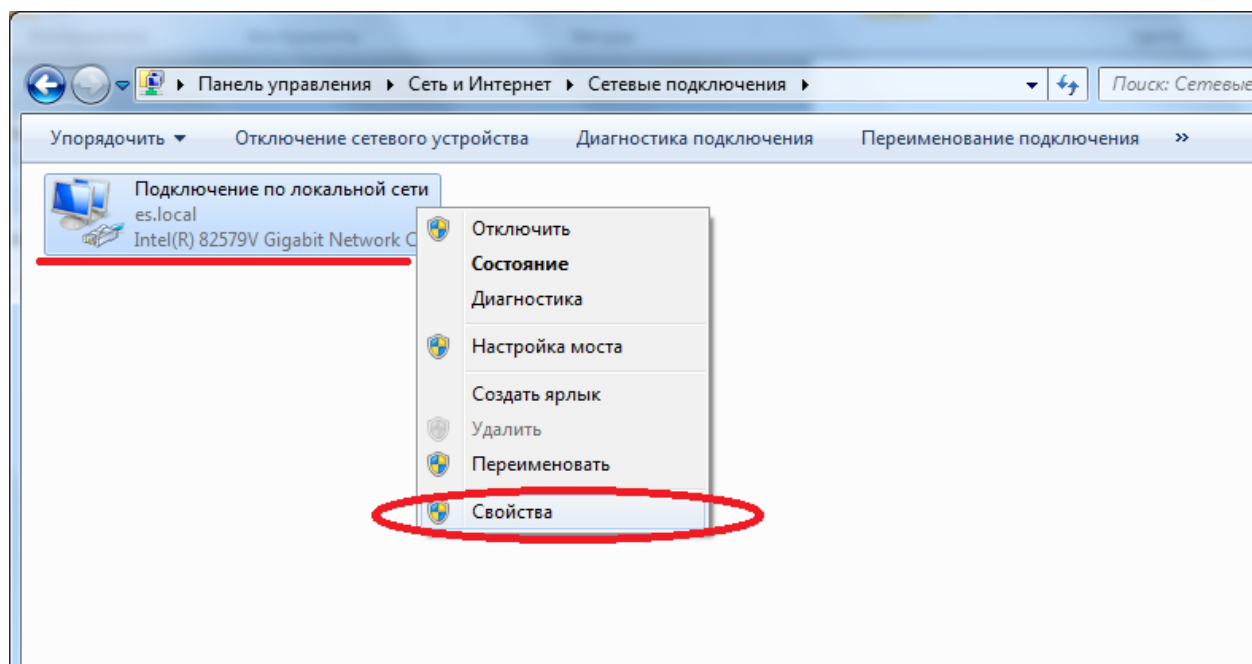 Панель управления Сеть и Интернет Сетевые подключения
Поиск: Сетевые
Упорядочить Отключение сетевого устройства Диагностика подключения Переименование подключения »
Подключение по локальной сети
es.local
Intel(R) 82579V Gigabit Network C
Отключить
Состояние
Диагностика
Настройка моста
Создать ярлык
Удалить
Переименовать
Свойства